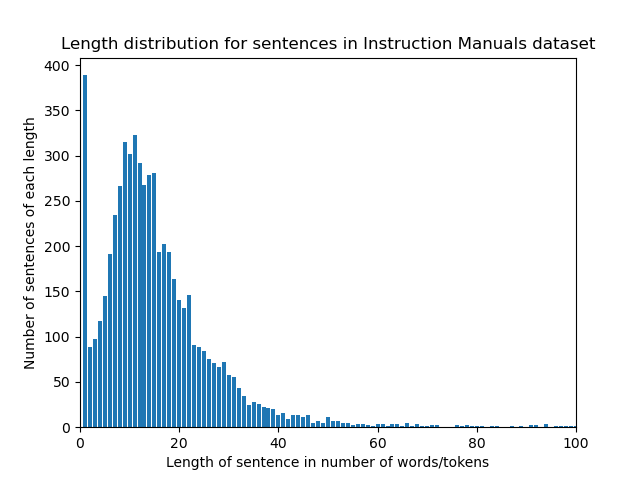 Length distribution for sentences in Instruction Manuals dataset
400
350
300
250
200
150
100
50
0
Number of sentences of each length
0 20 40 60 80 100
Length of sentence in number of words/tokens